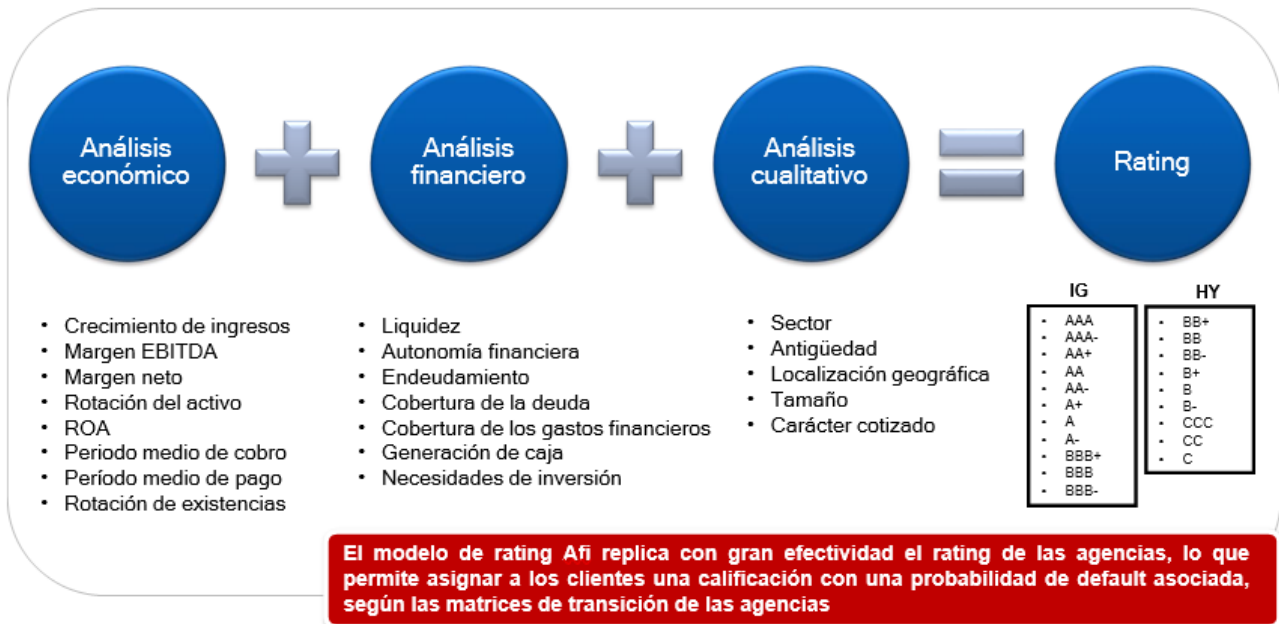 Análisis
económico
Análisis
financiero
Análisis
cualitativo
Rating
• Crecimiento de ingresos
• Margen EBITDA
• Margen neto
• Rotación del activo
• ROA
• Periodo medio de cobro
• Período medio de pago
• Rotación de existencias
• Liquidez
• Autonomía financiera
• Endeudamiento
• Cobertura de la deuda
• Cobertura de los gastos financieros
• Generación de caja
• Necesidades de inversión
• Sector
• Antigüedad
• Localización geográfica
• Tamaño
• Carácter cotizado
IG
• AAA
• AAA-
• AA+
• AA
• AA-
• A+
• A
• A-
• BBB+
• BBB
• BBB-
HY
• BB+
• BB
• BB-
• B+
• B
• B-
• CCC
• CC
• C
El modelo de rating Afi replica con gran efectividad el rating de las agencias, lo que
permite asignar a los clientes una calificación con una probabilidad de default asociada,
según las matrices de transición de las agencias